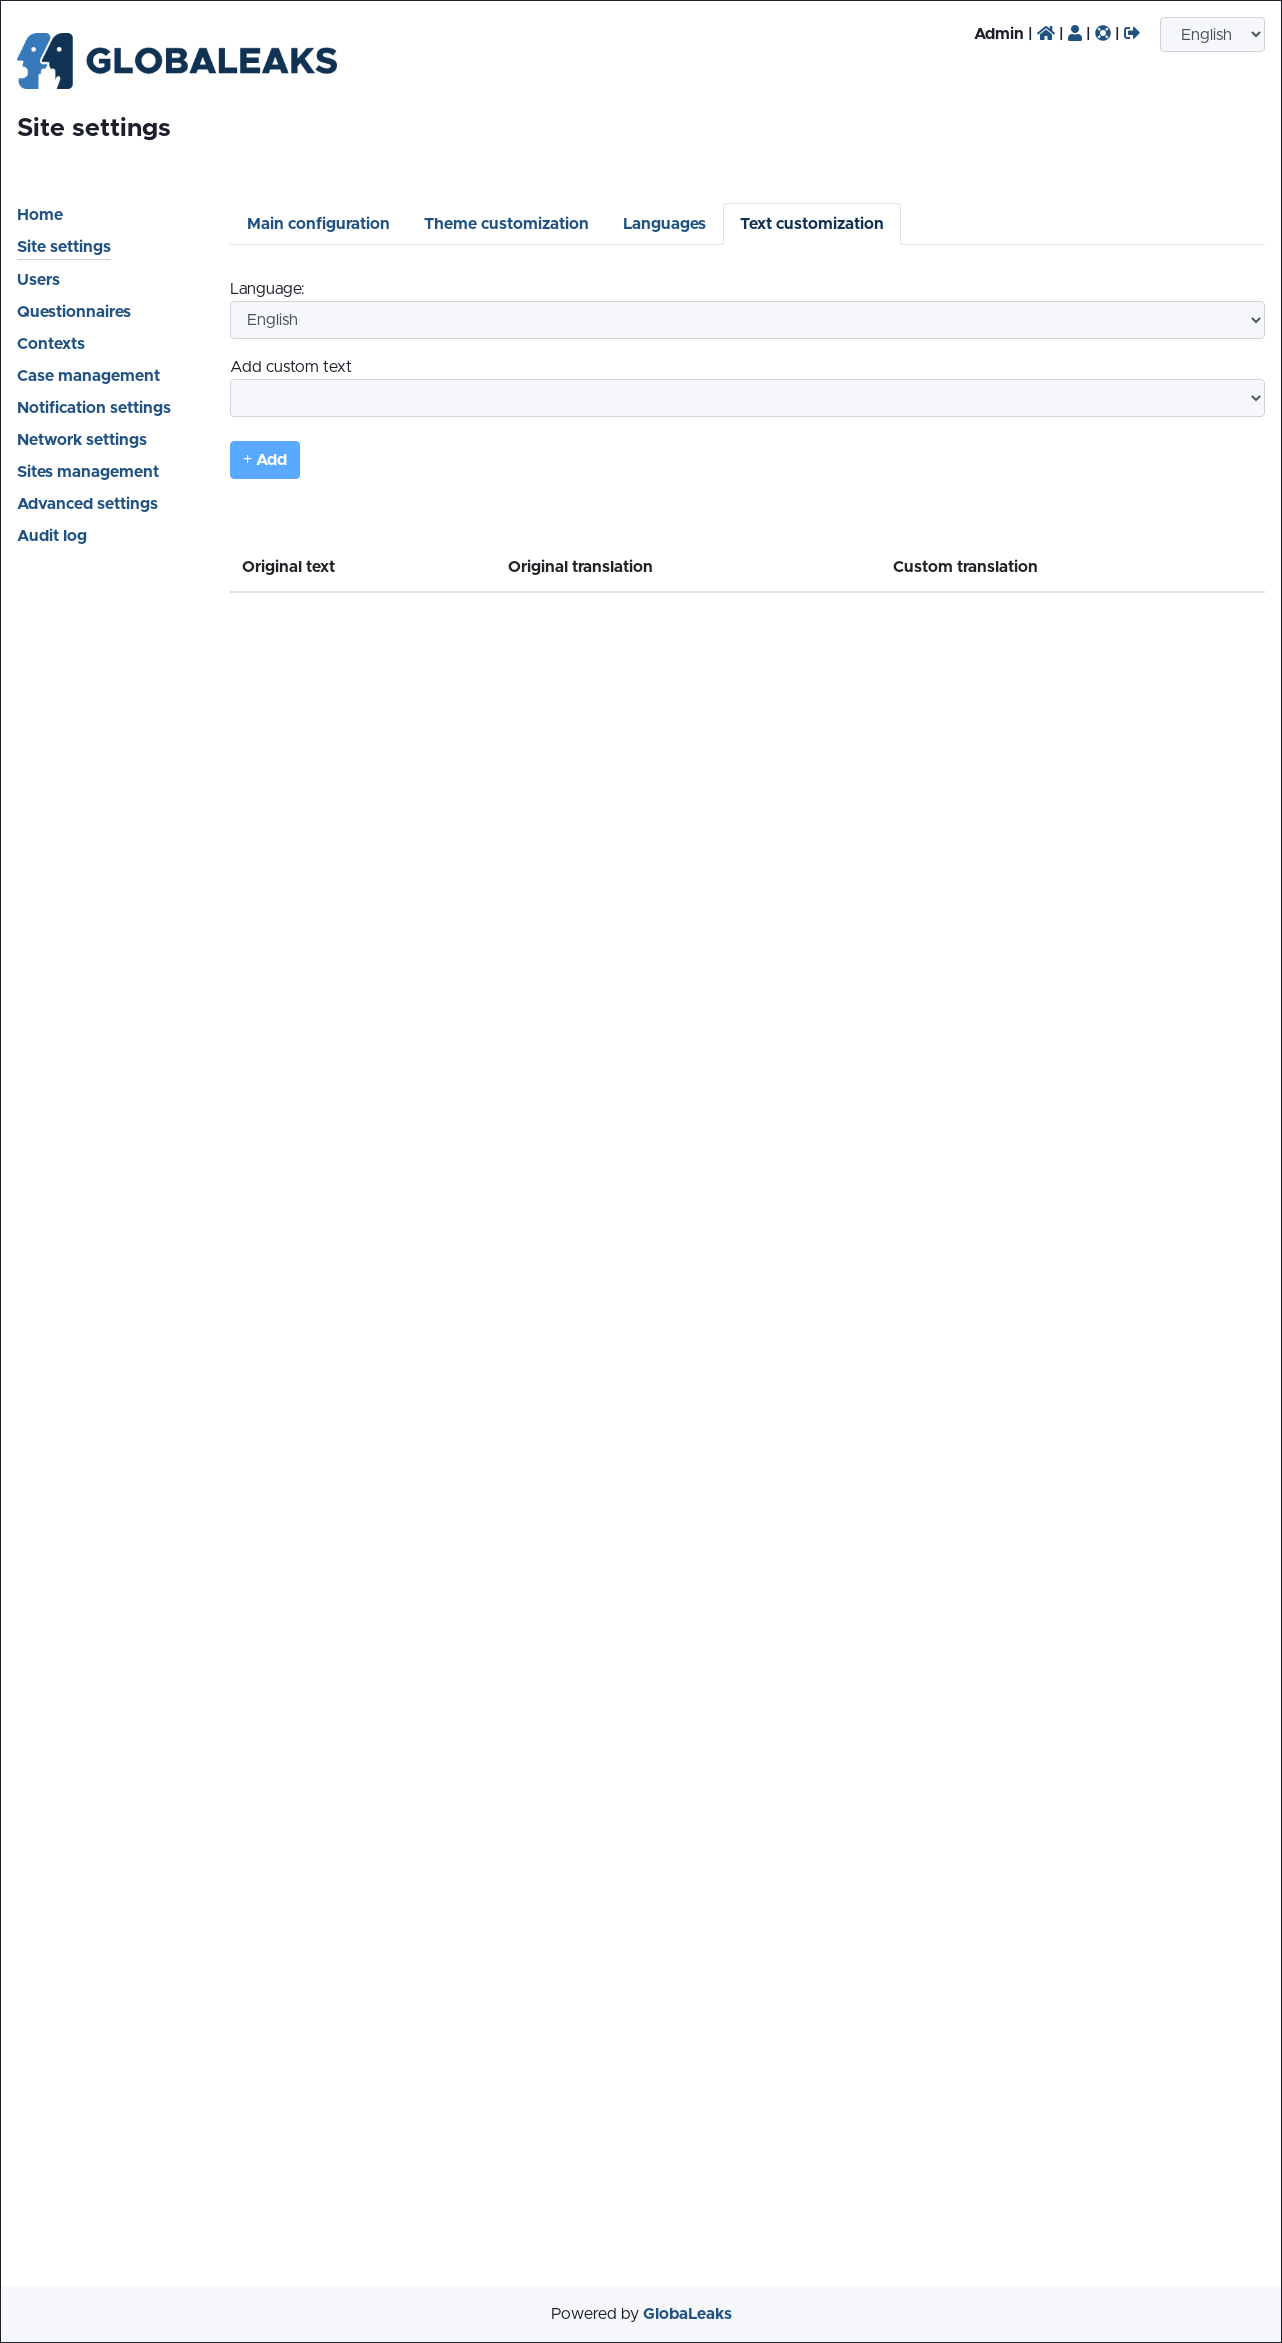 GLOBALEAKS
Admin | | | |
English
Site settings
Home
Site settings
Users
Questionnaires
Contexts
Case management
Notification settings
Network settings
Sites management
Advanced settings
Audit log
Main configuration
Theme customization
Languages
Text customization
Language:
English
Add custom text
+ Add
Original text
Original translation
Custom translation
Powered by GlobaLeaks